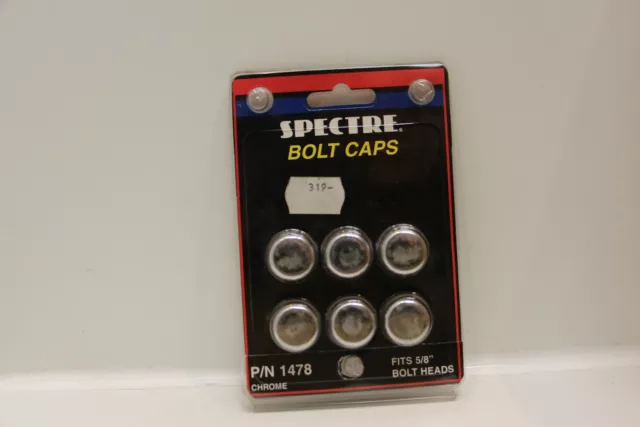 SPECTRE®
BOLT CAPS
319-
P/N 1478
CHROME
FITS 5/8"
BOLT HEADS